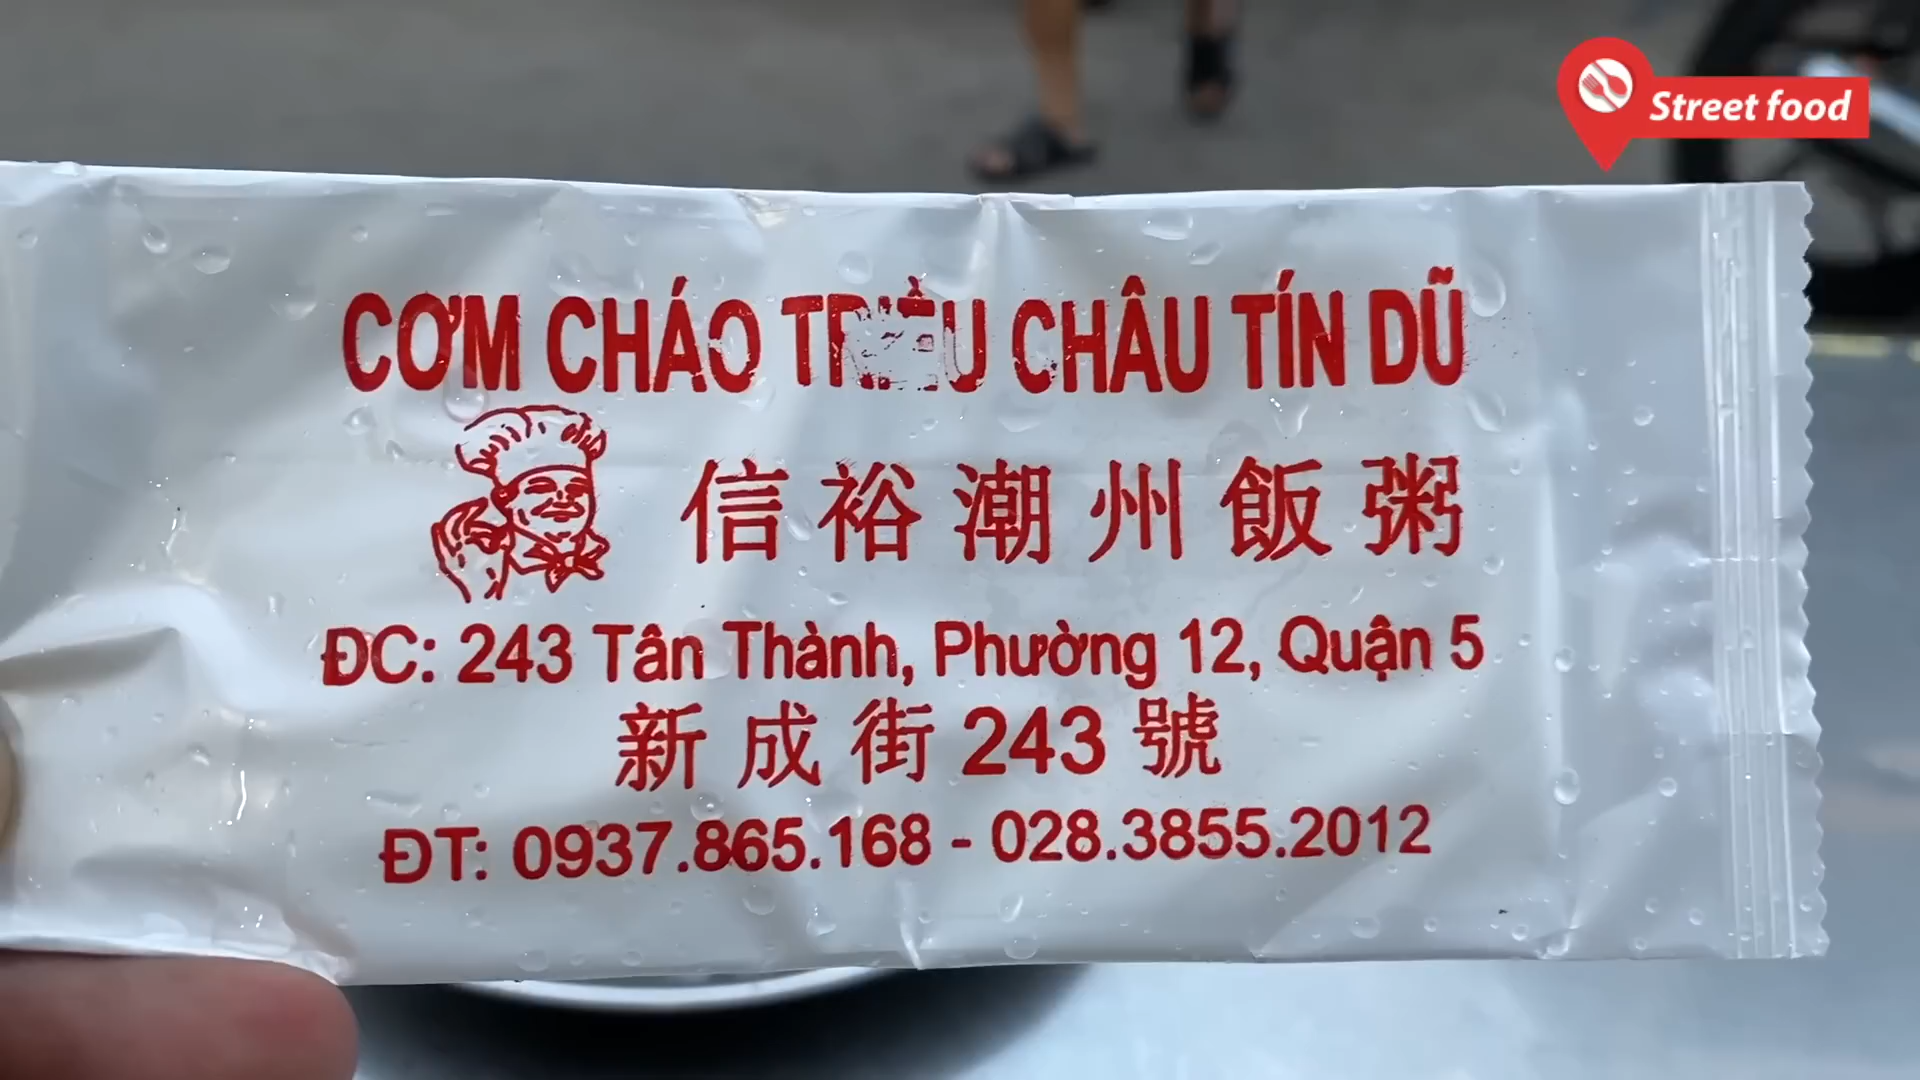 Street food
CƠM CHÁO TRIỀU CHÂU TÍN DŨ
信裕潮州飯粥
ĐC: 243 Tân Thành, Phường 12, Quận 5
新成街 243 號
ĐT: 0937.865.168 - 028.3855.2012